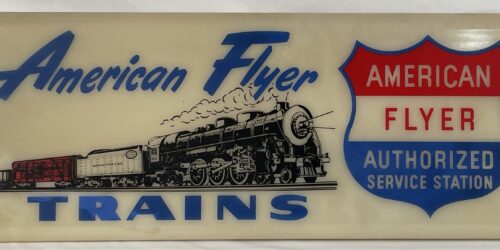 American Flyer
TRAINS
AMERICAN
FLYER
AUTHORIZED
SERVICE STATION